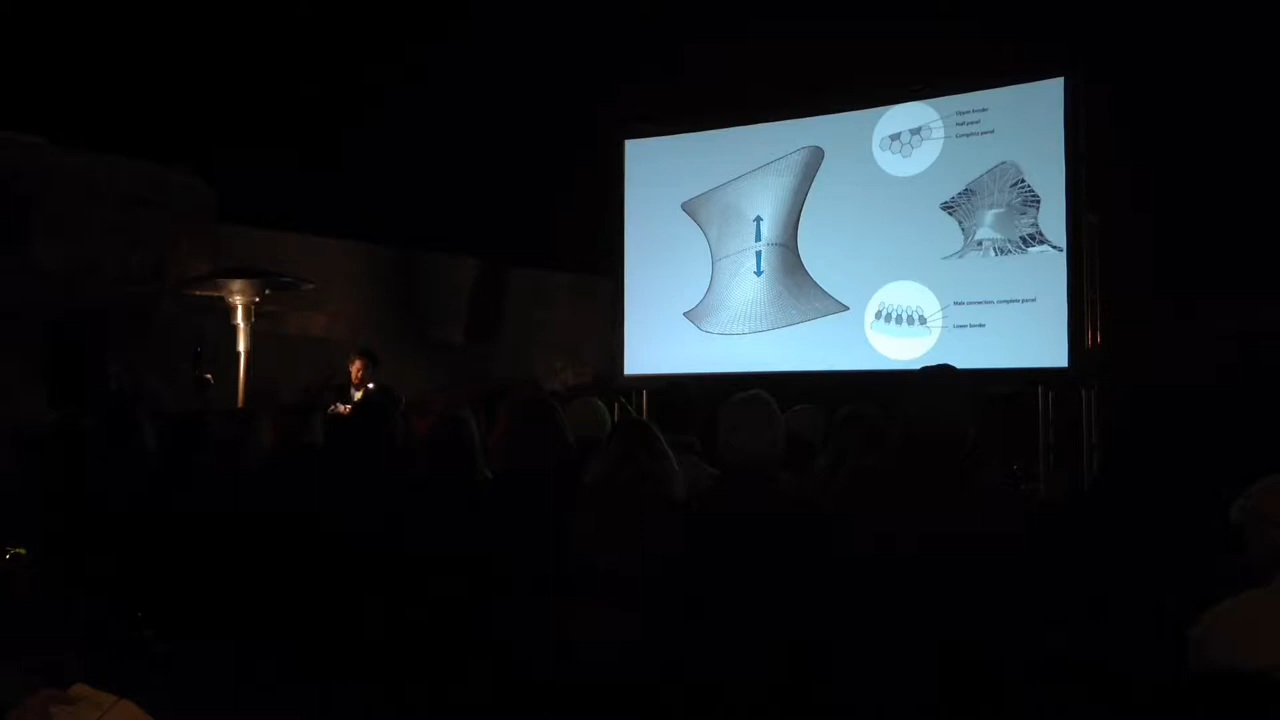 Upper border
Half panel
Complete panel
Male connection, complete panel
Lower border